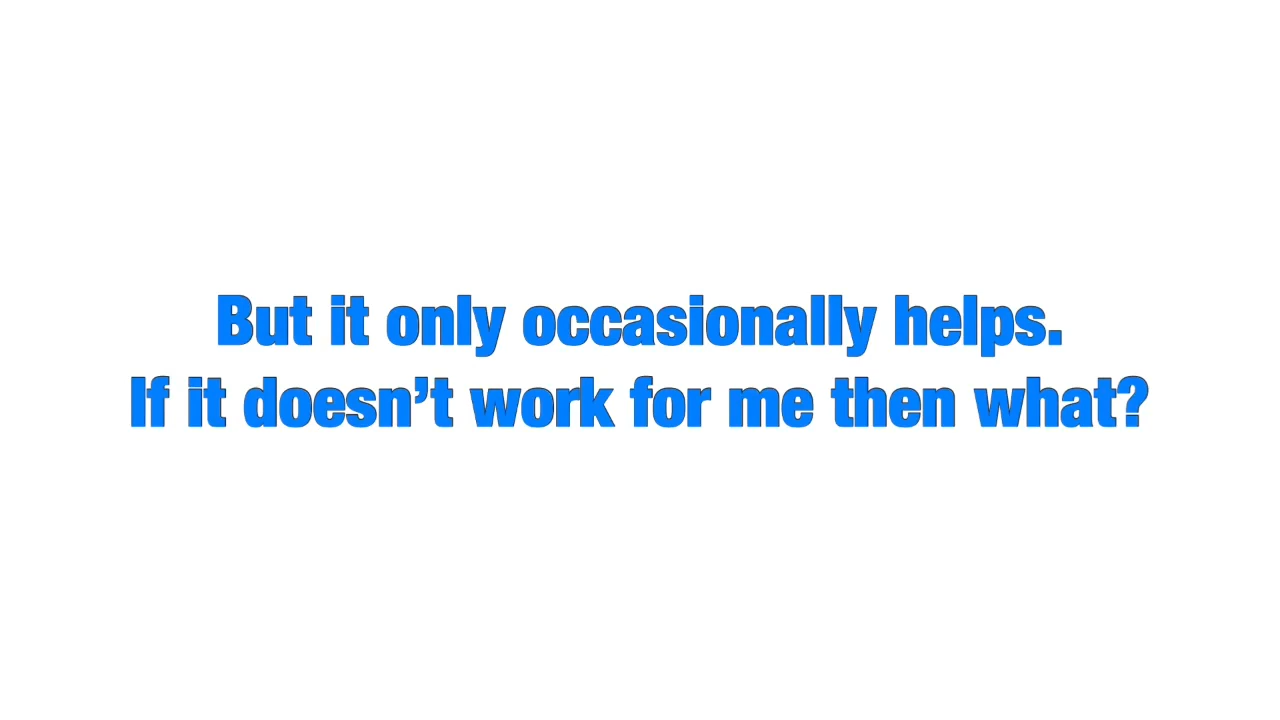 But it only occasionally helps.
If it doesn’t work for me then what?